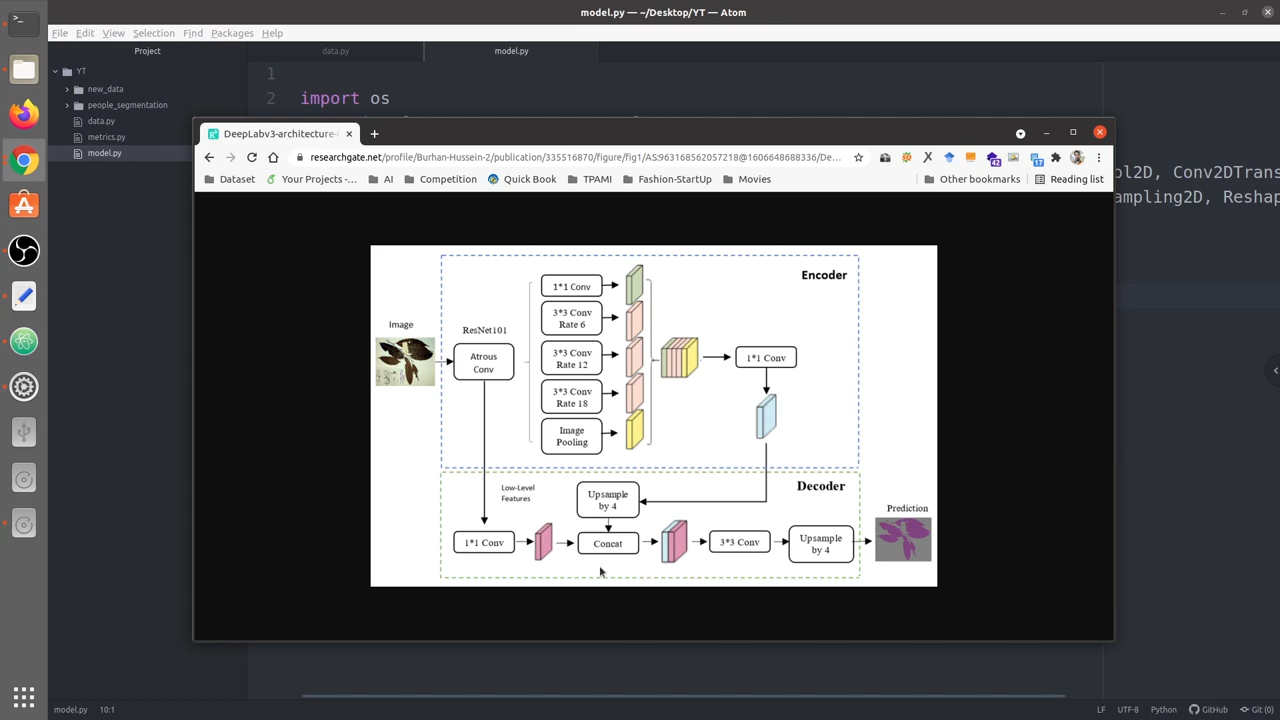 model.py — ~/Desktop/YT — Atom
File Edit View Selection Find Packages Help
Project
data.py
model.py
YT
new_data
people_segmentation
data.py
metrics.py
model.py
1
2 import os
DeepLabv3-architecture-
researchgate.net/profile/Burhan-Hussein-2/publication/335516870/figure/fig1/AS:963168562057218@1606648688336/De...
42
17
Dataset Your Projects -... AI Competition Quick Book TPAMI Fashion-StartUp Movies Other bookmarks Reading list
ol2D, Conv2DTrans
ampling2D, Reshap
Encoder
Image
ResNet101
Atrous
Conv
1*1 Conv
3*3 Conv
Rate 6
3*3 Conv
Rate 12
3*3 Conv
Rate 18
Image
Pooling
1*1 Conv
Decoder
Low-Level
Features
Upsample
by 4
1*1 Conv
Concat
3*3 Conv
Upsample
by 4
Prediction
model.py 10:1
LF UTF-8 Python GitHub Git (0)